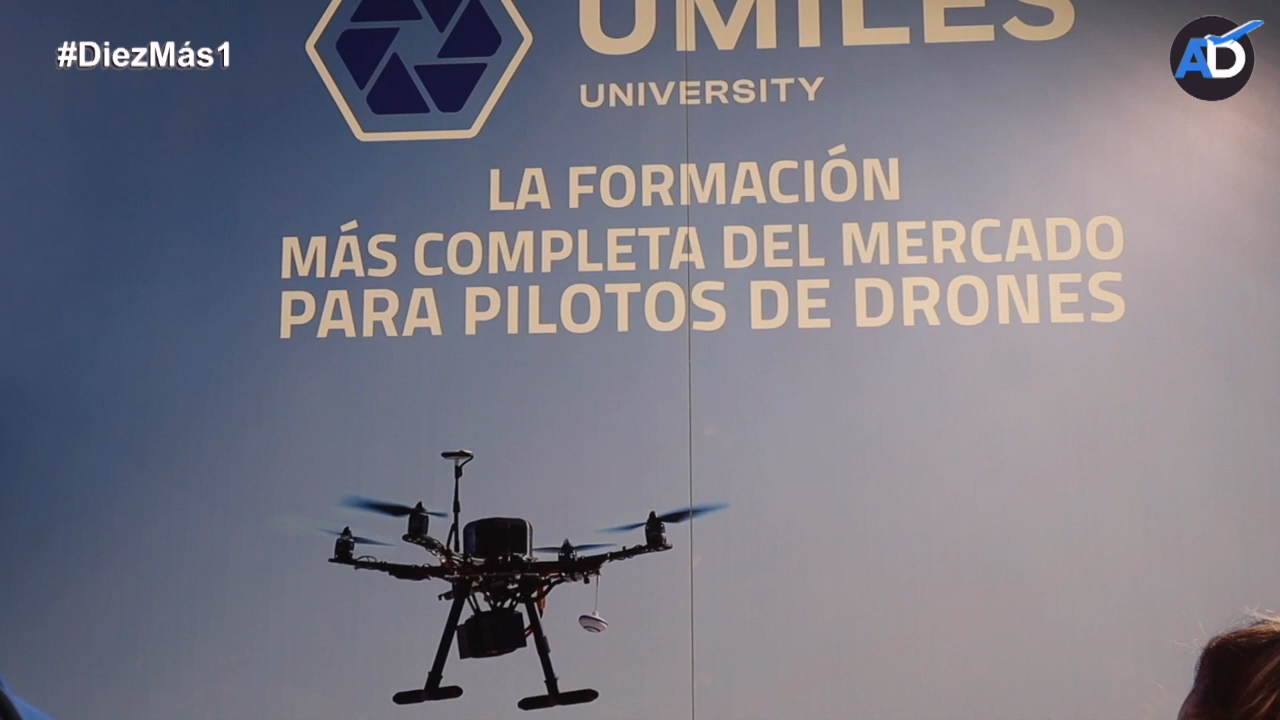 #DiezMás1
AD
UMILES
UNIVERSITY
LA FORMACIÓN
MÁS COMPLETA DEL MERCADO
PARA PILOTOS DE DRONES